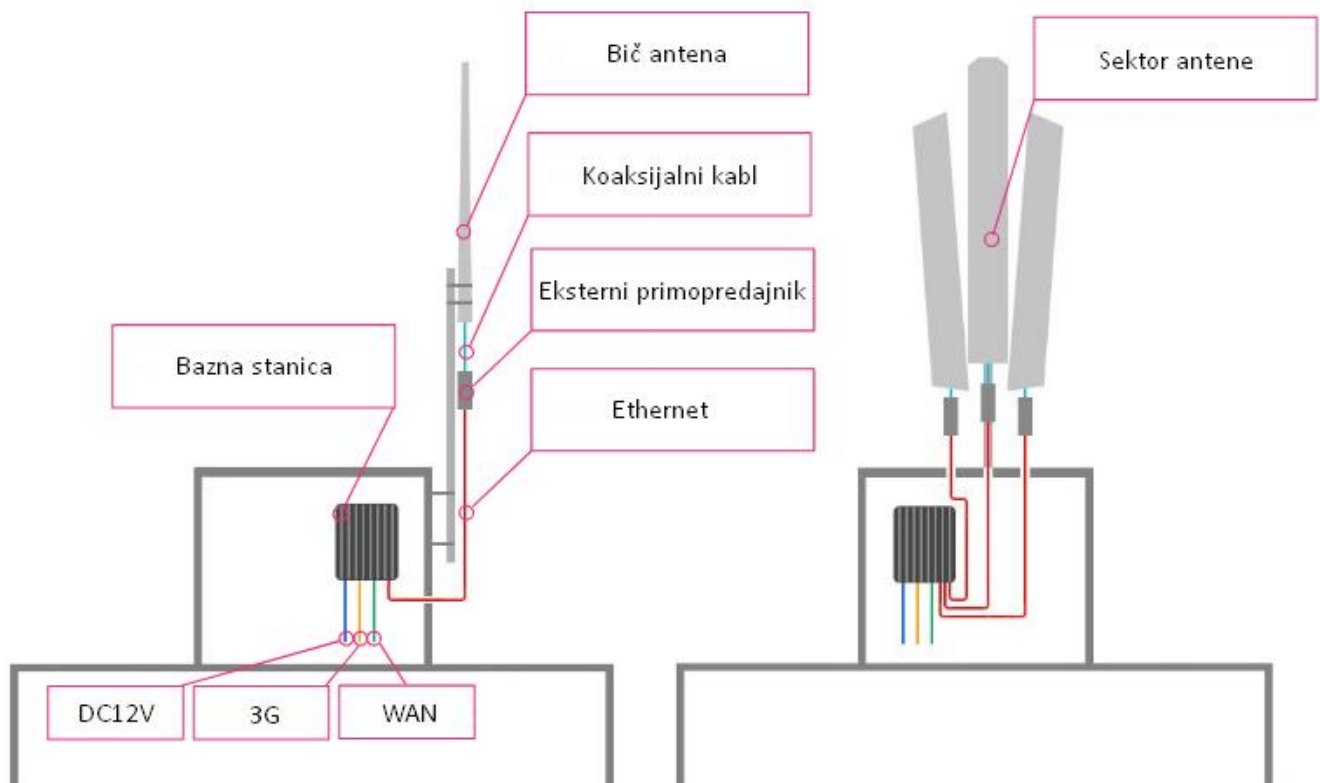 Bič antena
Sektor antene
Koaksijalni kabl
Eksterni primopredajnik
Bazna stanica
Ethernet
DC12V
3G
WAN